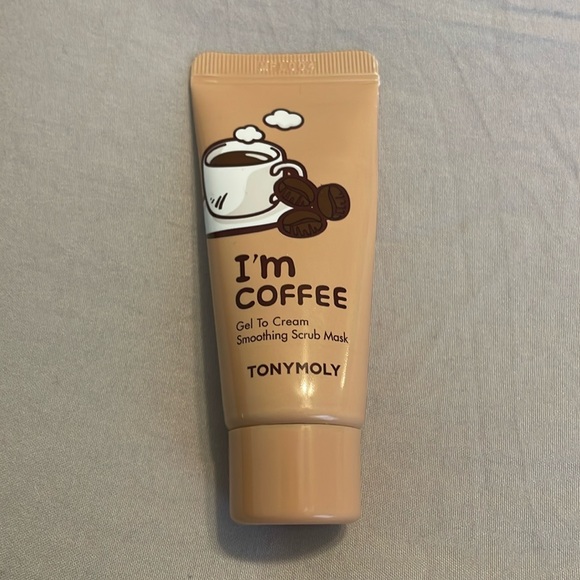 I'm
COFFEE
Gel To Cream
Smoothing Scrub Mask
TONYMOLY